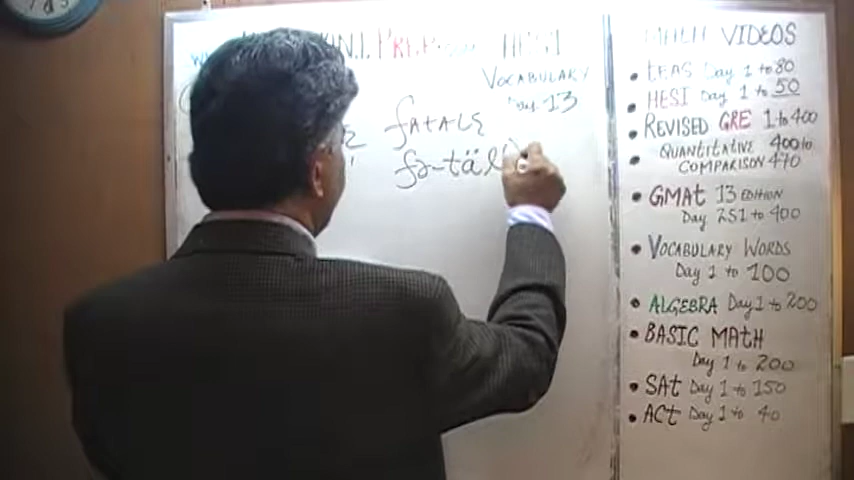 HESI
VOCABULARY
Day 13
fatale
fə-täl
MATH VIDEOS
TEAS Day 1 to 80
HESI Day 1 to 50
REVISED GRE 1 to 400
QUANTITATIVE 400 to
COMPARISON 470
GMAT 13 EDITION
Day 251 to 400
VOCABULARY WORDS
Day 1 to 100
ALGEBRA Day 1 to 200
BASIC MATH
Day 1 to 200
SAT Day 1 to 150
ACT Day 1 to 40